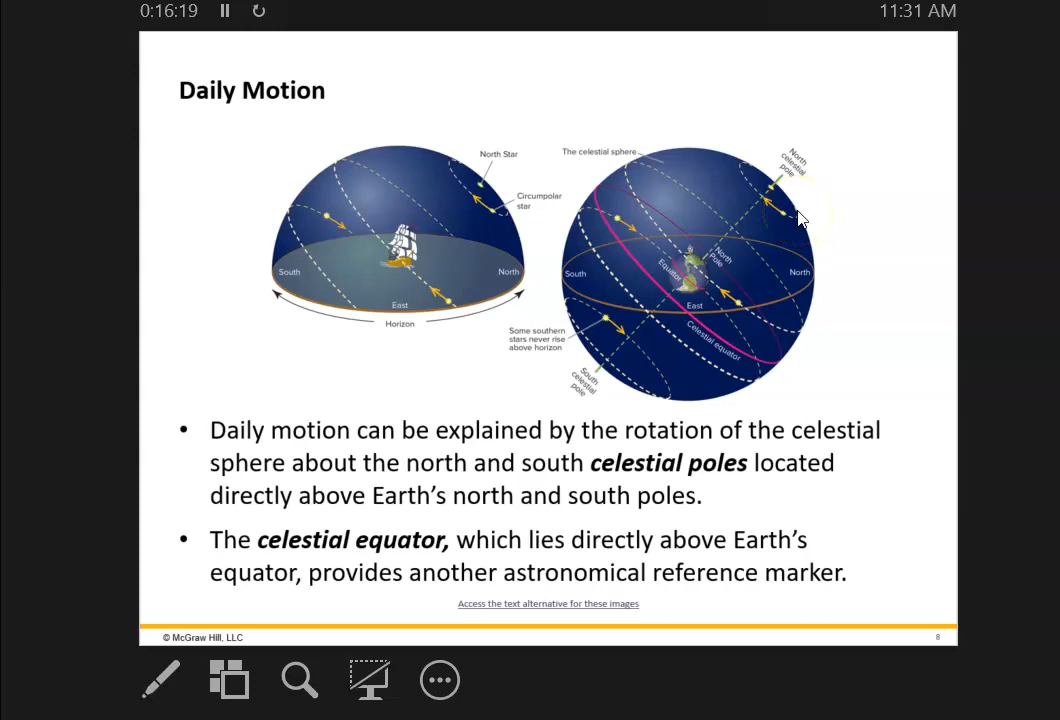 0:16:19
11:31 AM
Daily Motion
North Star
Circumpolar
star
South
North
East
Horizon
The celestial sphere
North
celestial
pole
North
Pole
Equator
South
North
East
Celestial equator
Some southern
stars never rise
above horizon
South
celestial
pole
• Daily motion can be explained by the rotation of the celestial
sphere about the north and south celestial poles located
directly above Earth’s north and south poles.
• The celestial equator, which lies directly above Earth’s
equator, provides another astronomical reference marker.
Access the text alternative for these images
© McGraw Hill, LLC
8